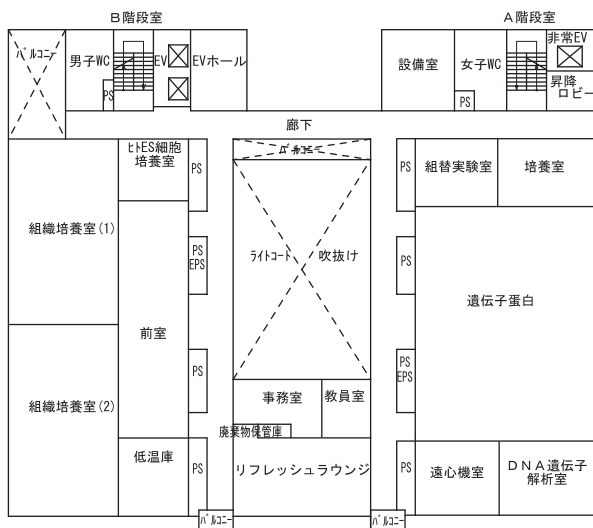 B階段室
A階段室
バルコニー
男子WC
PS
EV
EVホール
設備室
女子WC
PS
非常EV
昇降
ロビー
廊下
ヒトES細胞
培養室
PS
バルコニー
PS
組替実験室
培養室
組織培養室(1)
PS
EPS
ライトコート
吹抜け
PS
遺伝子蛋白
前室
PS
PS
EPS
組織培養室(2)
事務室
教員室
廃棄物保管庫
低温庫
PS
リフレッシュラウンジ
PS
遠心機室
DNA遺伝子
解析室
バルコニー
バルコニー